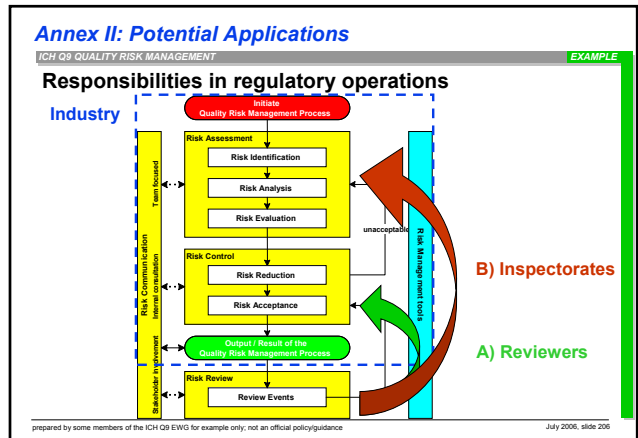 Annex II: Potential Applications
ICH Q9 QUALITY RISK MANAGEMENT
EXAMPLE
Responsibilities in regulatory operations
Industry
Initiate
Quality Risk Management Process
Risk Assessment
Risk Identification
Risk Analysis
Risk Evaluation
unacceptable
Risk Control
Risk Reduction
Risk Acceptance
Output / Result of the
Quality Risk Management Process
Risk Review
Review Events
Risk Communication
Team focused
Internal consultation
Stakeholder involvement
Risk Management tools
B) Inspectorates
A) Reviewers
prepared by some members of the ICH Q9 EWG for example only; not an official policy/guidance
July 2006, slide 206